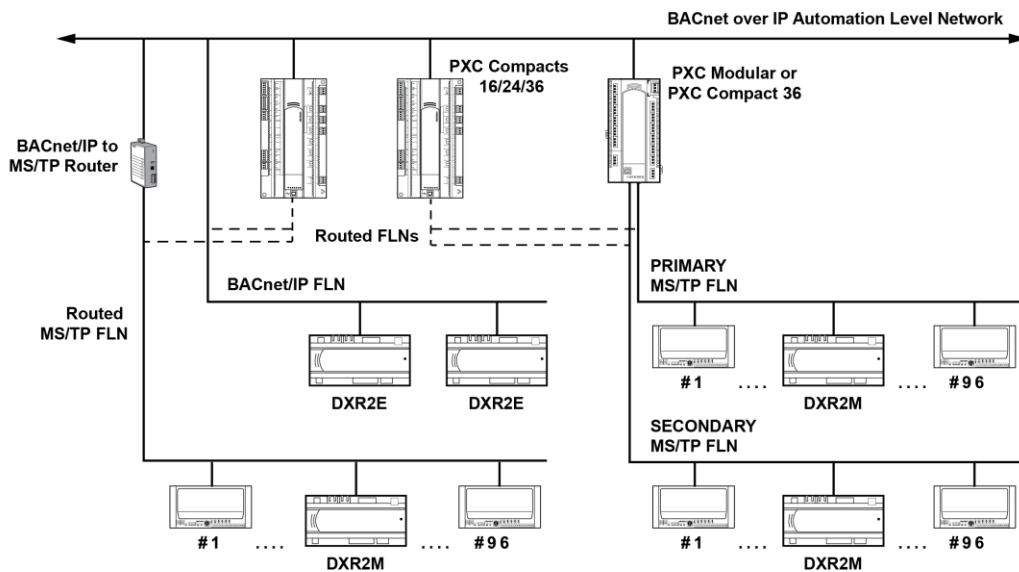 BACnet over IP Automation Level Network
PXC Compacts
16/24/36
PXC Modular or
PXC Compact 36
BACnet/IP to
MS/TP Router
Routed FLNs
BACnet/IP FLN
Routed
MS/TP FLN
PRIMARY
MS/TP FLN
DXR2E
DXR2E
#1 .... DXR2M .... #96
SECONDARY
MS/TP FLN
#1 .... DXR2M .... #96
#1 .... DXR2M .... #96